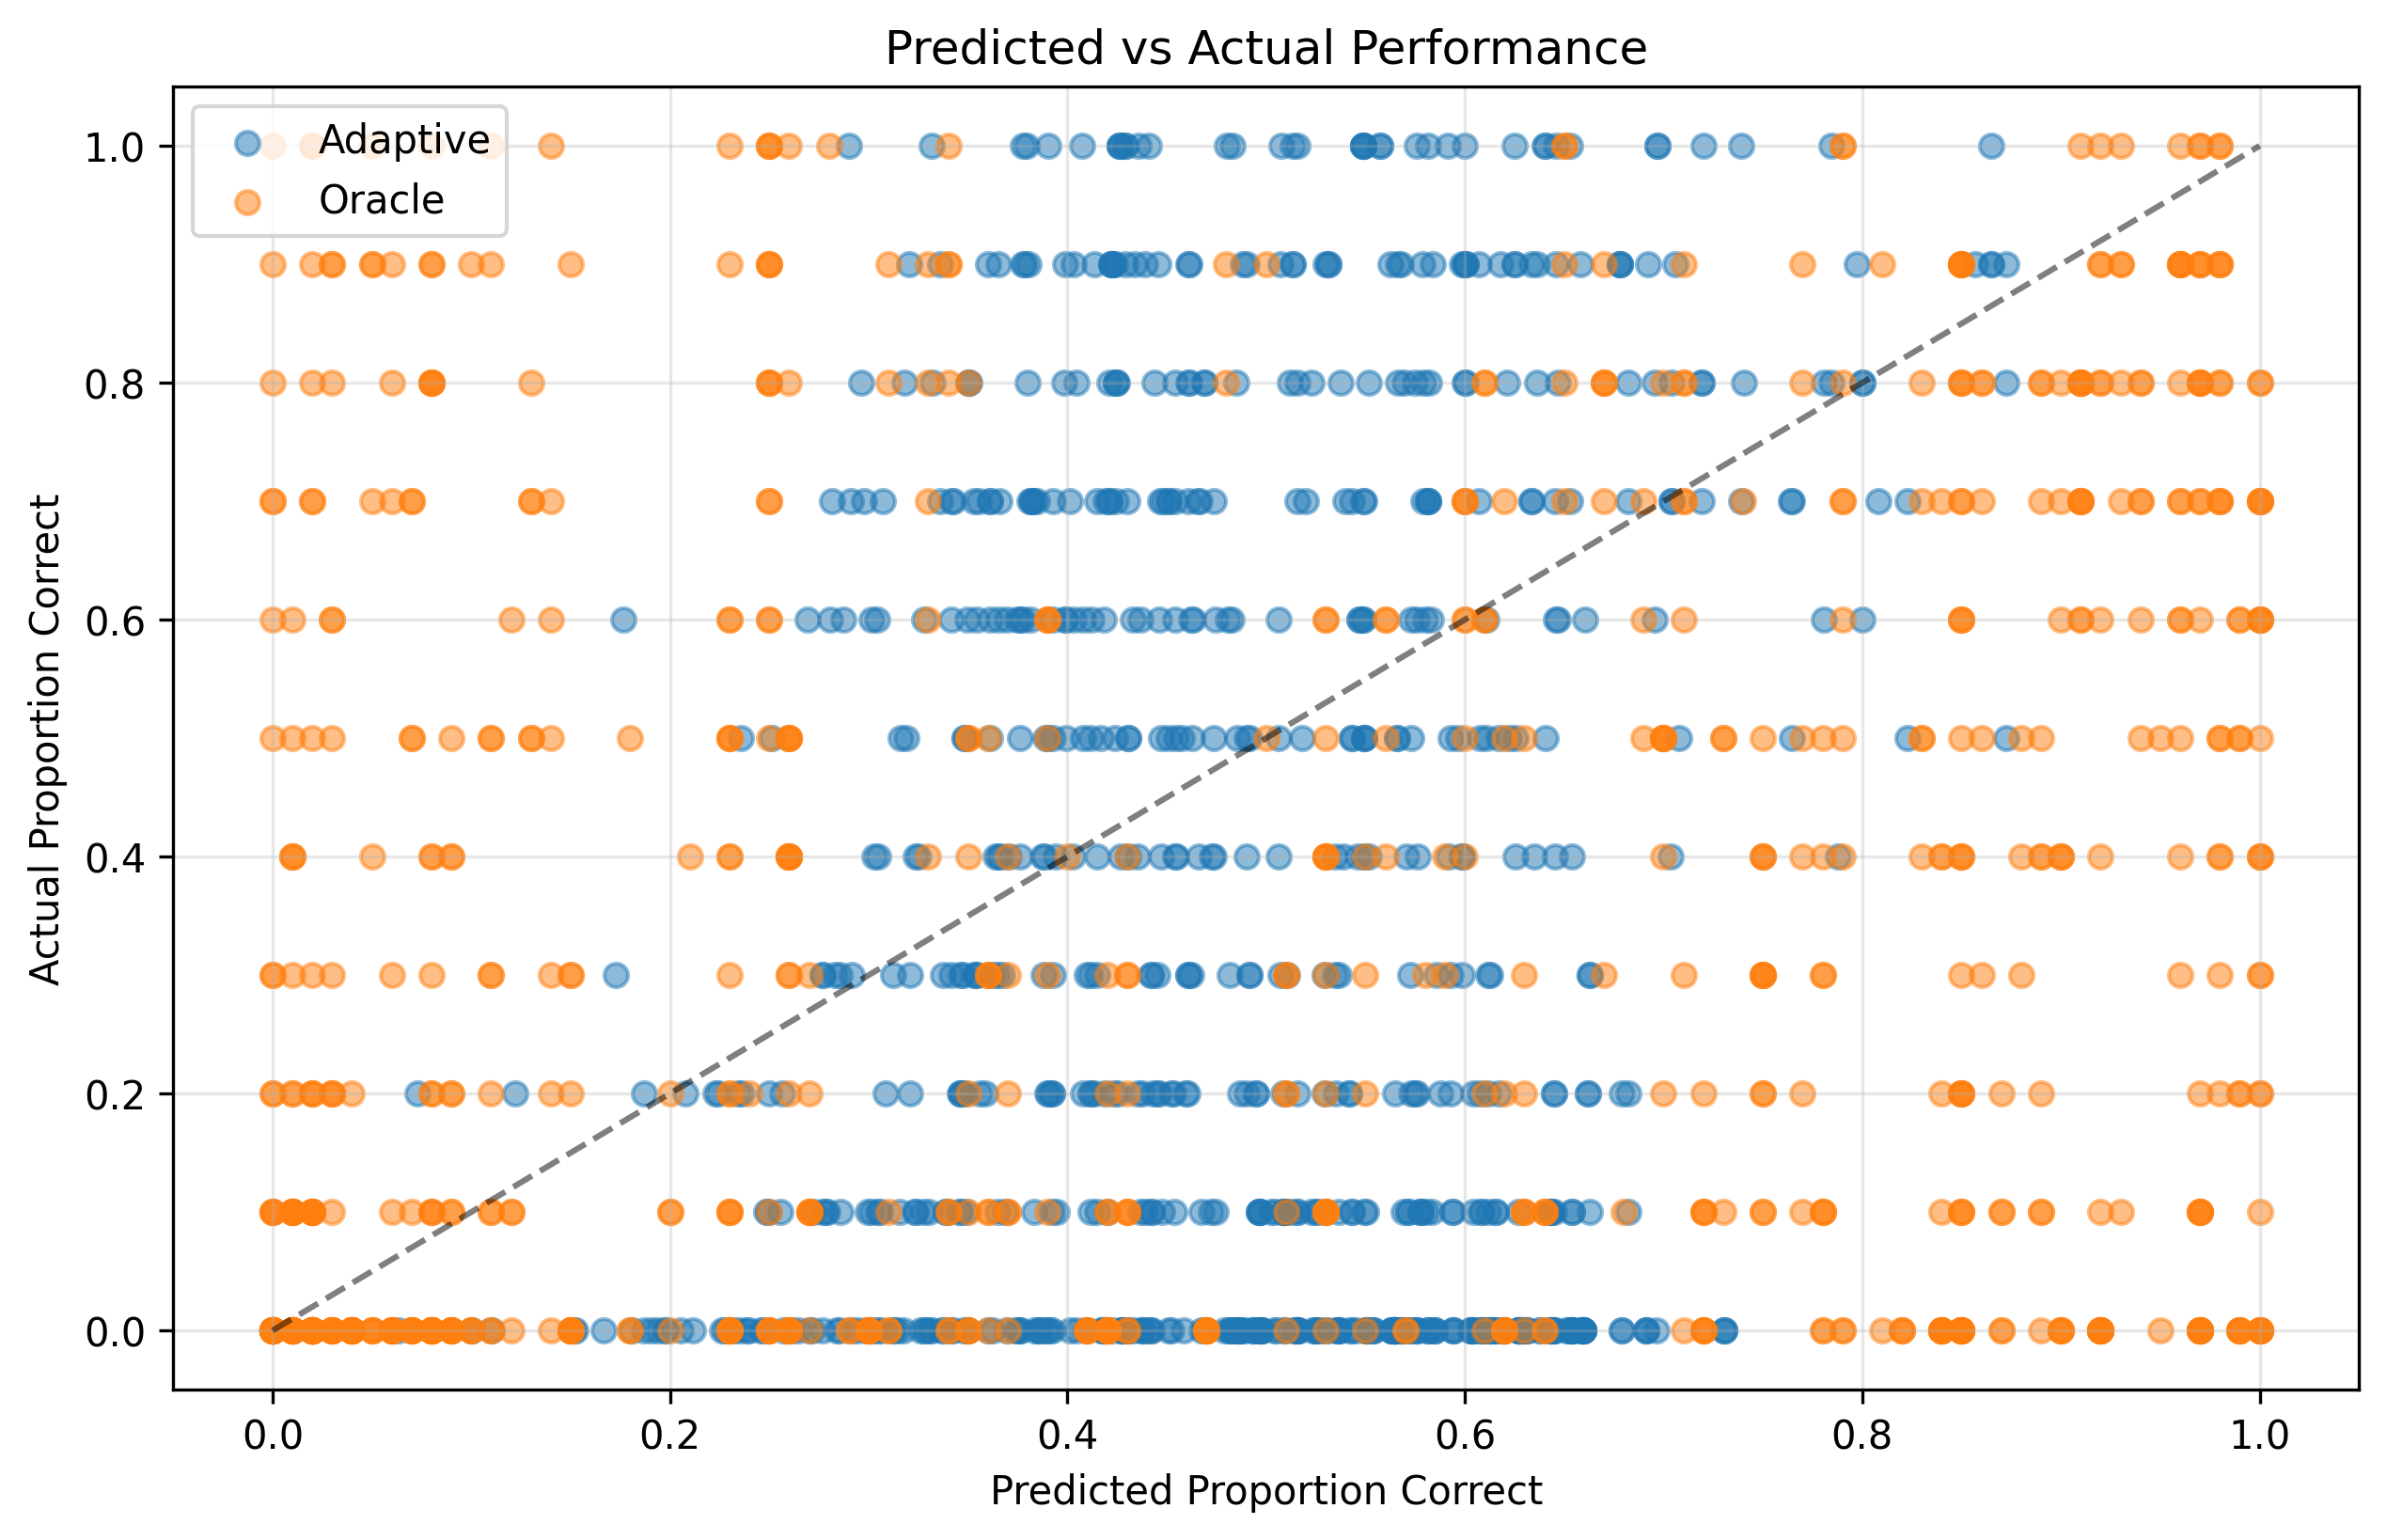 Predicted vs Actual Performance
Adaptive
Oracle
1.0
0.8
0.6
0.4
0.2
0.0
Actual Proportion Correct
0.0 0.2 0.4 0.6 0.8 1.0
Predicted Proportion Correct